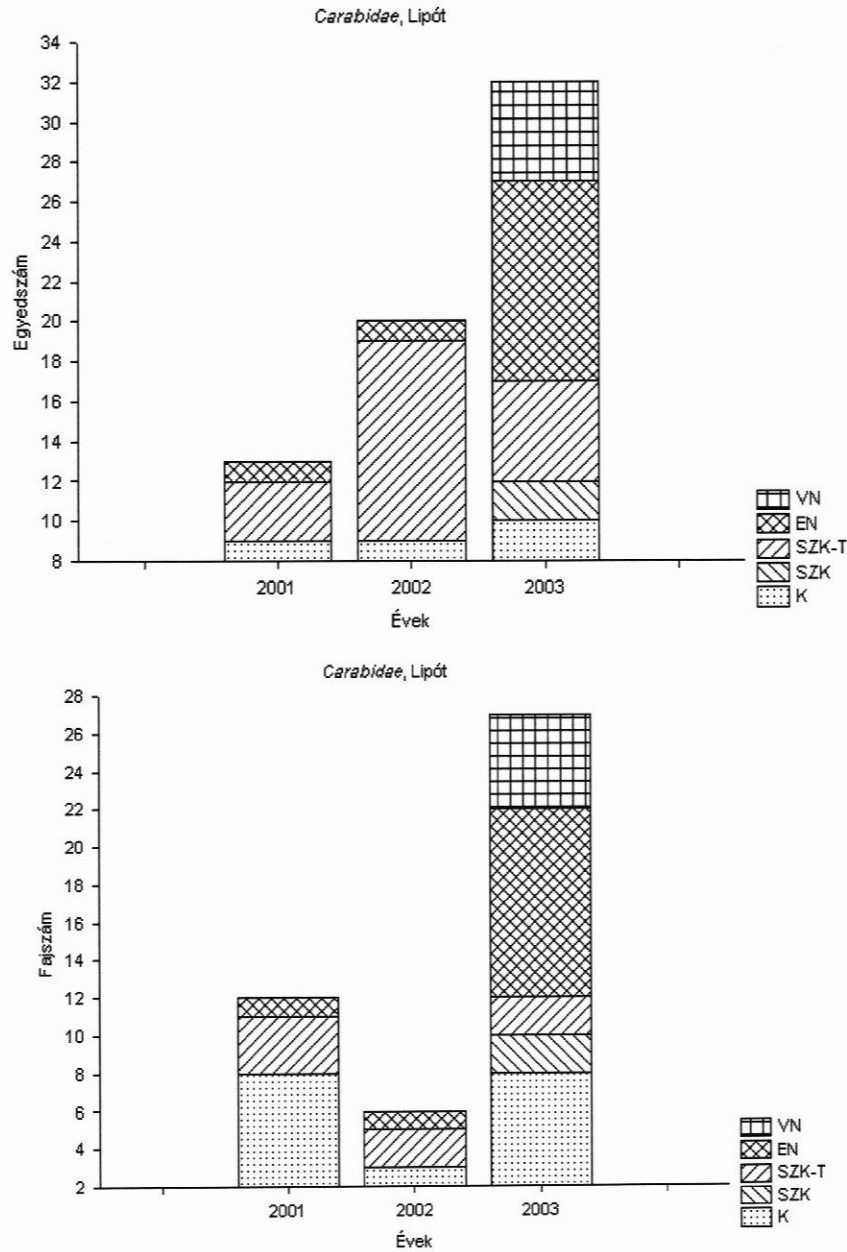 Carabidae, Lipót
34
32
30
28
26
24
22
20
18
16
14
12
10
8
Egyedszám
2001
2002
2003
Évek
VN
EN
SZK-T
SZK
K
Carabidae, Lipót
28
26
24
22
20
18
16
14
12
10
8
6
4
2
Fajszám
2001
2002
2003
Évek
VN
EN
SZK-T
SZK
K